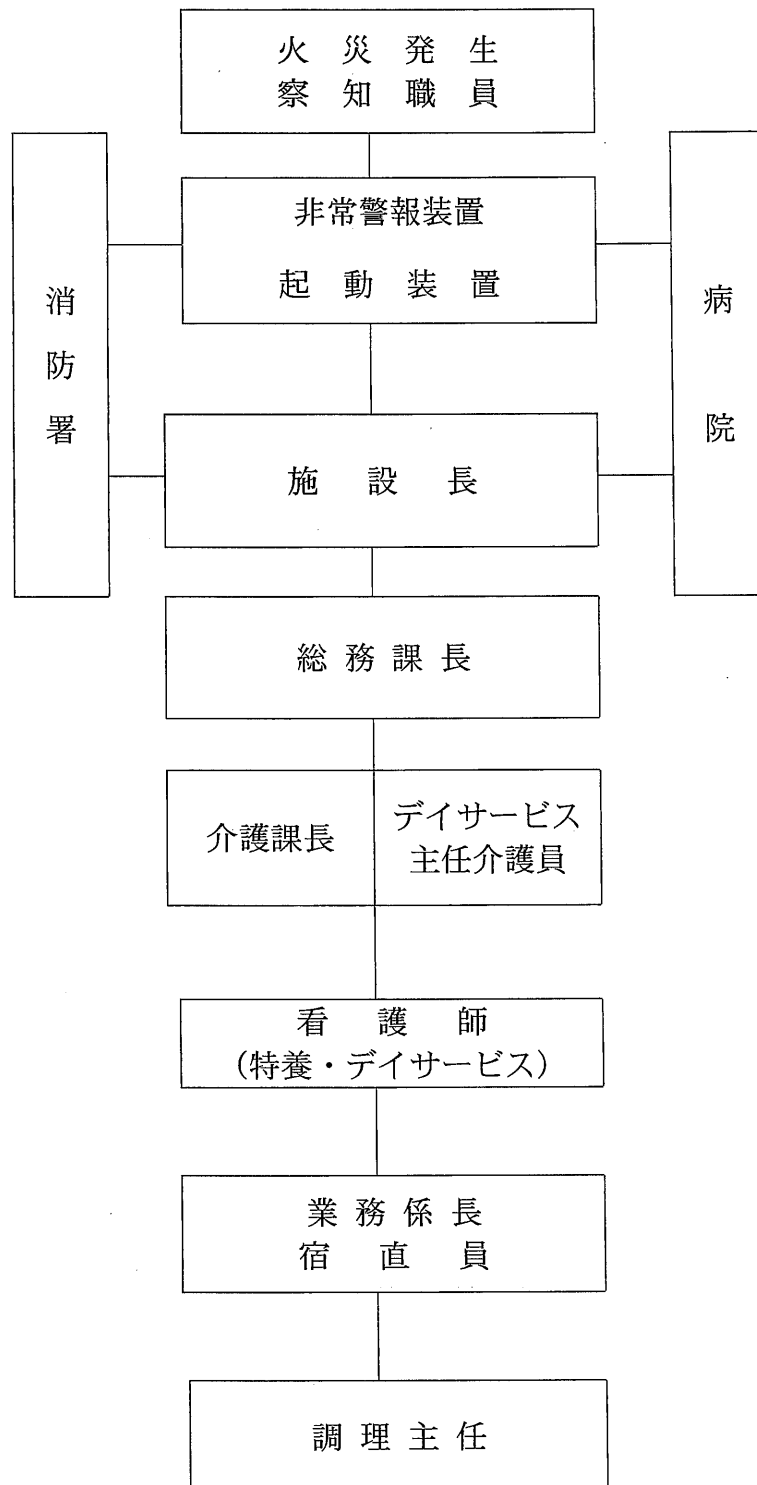 火災発生
察知職員
非常警報装置
起動装置
消防署
病院
施設長
総務課長
介護課長
デイサービス
主任介護員
看護師
(特養・デイサービス)
業務係長
宿直員
調理主任